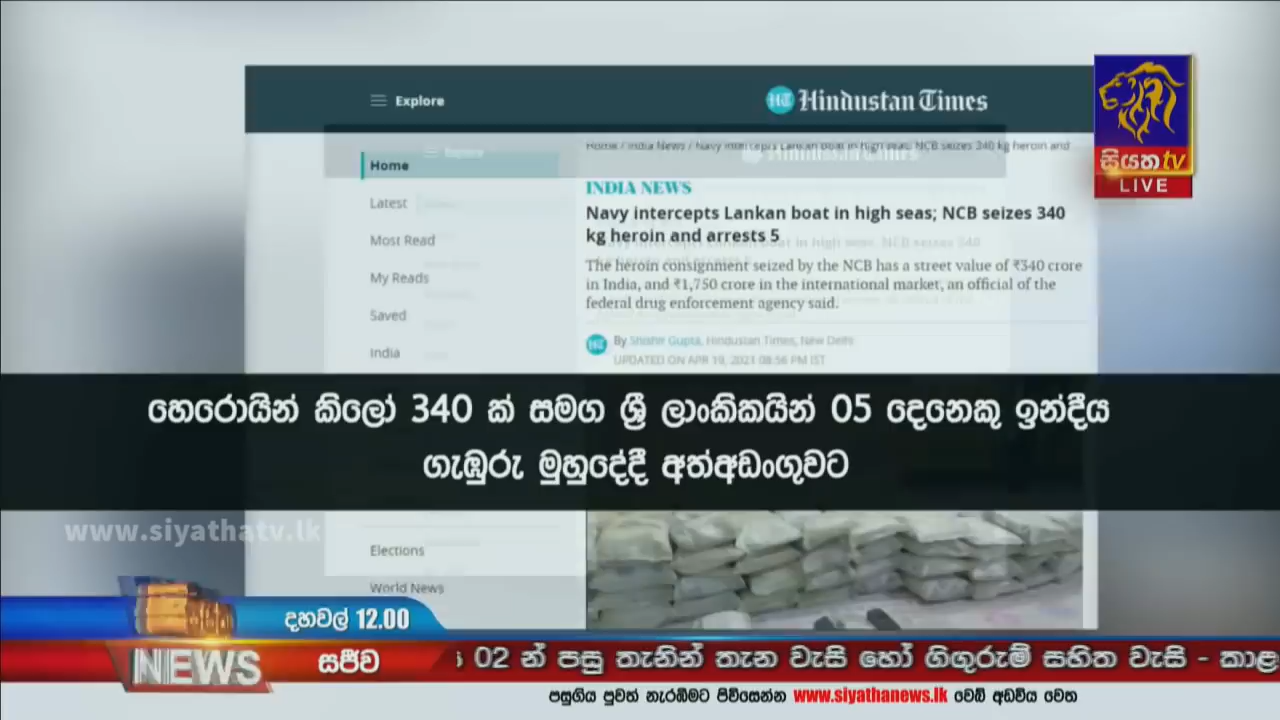 Explore
HT Hindustan Times
සියත tv
LIVE
Home / India News / Navy intercepts Lankan boat in high seas; NCB seizes 340 kg heroin and
Home
Latest
Most Read
My Reads
Saved
India
Elections
World News
INDIA NEWS
Navy intercepts Lankan boat in high seas; NCB seizes 340
kg heroin and arrests 5
The heroin consignment seized by the NCB has a street value of ₹340 crore
in India, and ₹1,750 crore in the international market, an official of the
federal drug enforcement agency said.
HT By Shishir Gupta, Hindustan Times, New Delhi
UPDATED ON APR 19, 2021 08:56 PM IST
හෙරොයින් කිලෝ 340 ක් සමග ශ්‍රී ලාංකිකයින් 05 දෙනෙකු ඉන්දීය
ගැඹුරු මුහුදේදී අත්අඩංගුවට
www.siyathatv.lk
දහවල් 12.00
NEWS
සජීව
02 න් පසු තැනින් තැන වැසි හෝ ගිගුරුම් සහිත වැසි - කාළ
පසුගිය පුවත් නැරඹීමට පිවිසෙන්න www.siyathanews.lk වෙබ් අඩවිය වෙත